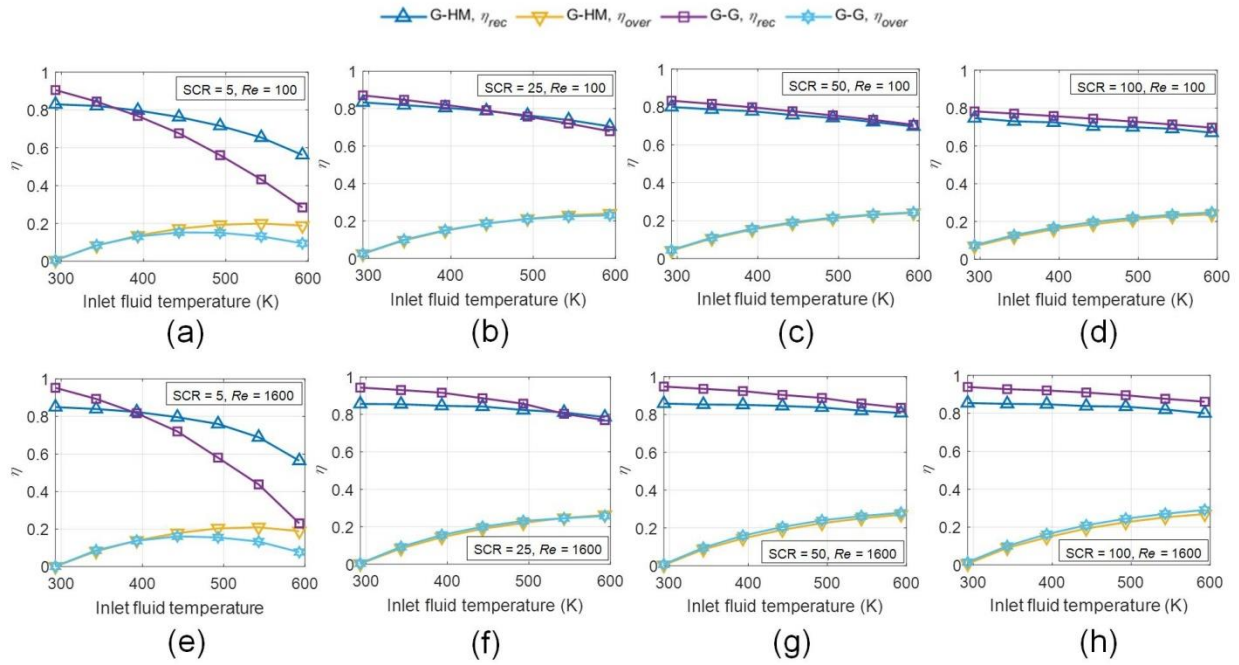 G-HM, ηrec G-HM, ηover G-G, ηrec G-G, ηover
1
0.8
0.6
0.4
0.2
0
η
SCR = 5, Re = 100
300 400 500 600
Inlet fluid temperature (K)
(a)
1
0.8
0.6
0.4
0.2
0
η
SCR = 25, Re = 100
300 400 500 600
Inlet fluid temperature (K)
(b)
1
0.8
0.6
0.4
0.2
0
η
SCR = 50, Re = 100
300 400 500 600
Inlet fluid temperature (K)
(c)
1
0.8
0.6
0.4
0.2
0
η
SCR = 100, Re = 100
300 400 500 600
Inlet fluid temperature (K)
(d)
1
0.8
0.6
0.4
0.2
0
η
SCR = 5, Re = 1600
300 400 500 600
Inlet fluid temperature
(e)
1
0.8
0.6
0.4
0.2
0
η
SCR = 25, Re = 1600
300 400 500 600
Inlet fluid temperature (K)
(f)
1
0.8
0.6
0.4
0.2
0
η
SCR = 50, Re = 1600
300 400 500 600
Inlet fluid temperature (K)
(g)
1
0.8
0.6
0.4
0.2
0
η
SCR = 100, Re = 1600
300 400 500 600
Inlet fluid temperature (K)
(h)